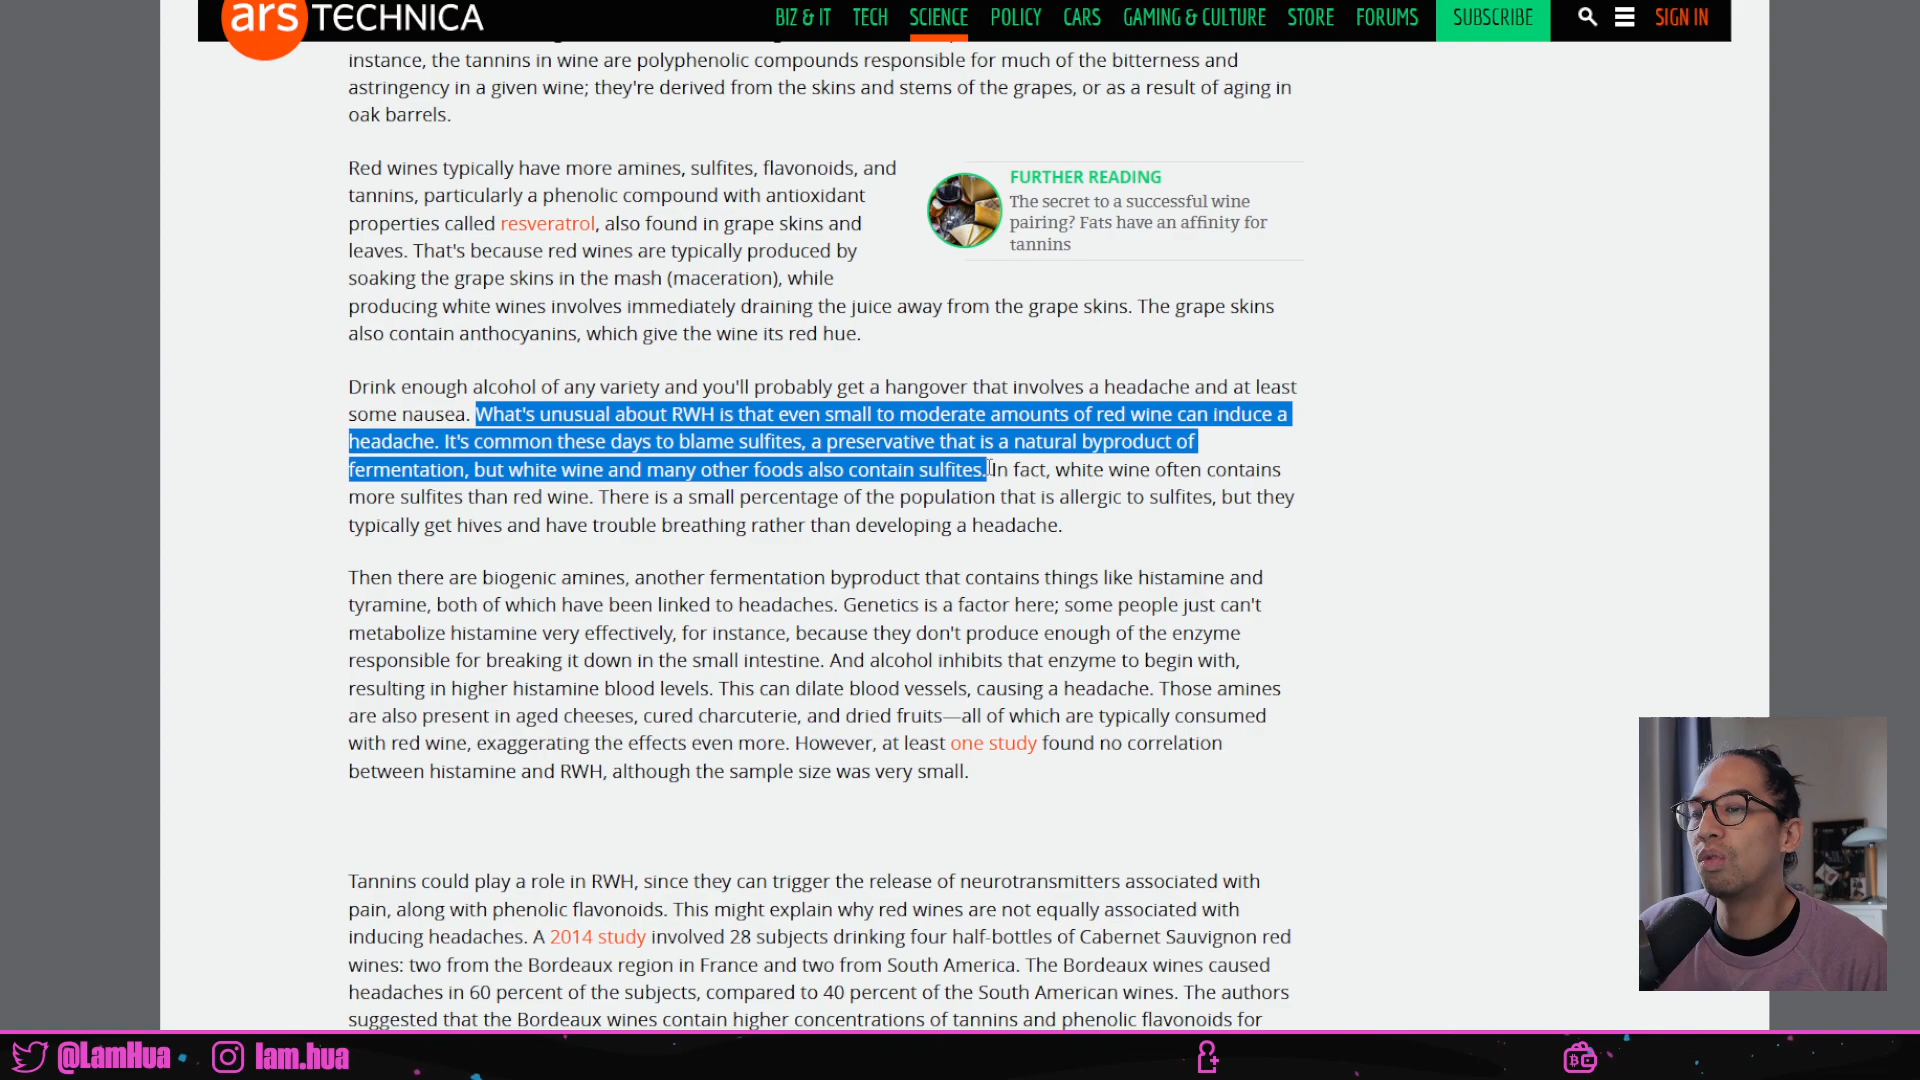 ars TECHNICA
BIZ & IT TECH SCIENCE POLICY CARS GAMING & CULTURE STORE FORUMS SUBSCRIBE SIGN IN
instance, the tannins in wine are polyphenolic compounds responsible for much of the bitterness and
astringency in a given wine; they're derived from the skins and stems of the grapes, or as a result of aging in
oak barrels.
Red wines typically have more amines, sulfites, flavonoids, and
tannins, particularly a phenolic compound with antioxidant
properties called resveratrol, also found in grape skins and
leaves. That's because red wines are typically produced by
soaking the grape skins in the mash (maceration), while
producing white wines involves immediately draining the juice away from the grape skins. The grape skins
also contain anthocyanins, which give the wine its red hue.
FURTHER READING
The secret to a successful wine
pairing? Fats have an affinity for
tannins
Drink enough alcohol of any variety and you'll probably get a hangover that involves a headache and at least
some nausea. What's unusual about RWH is that even small to moderate amounts of red wine can induce a
headache. It's common these days to blame sulfites, a preservative that is a natural byproduct of
fermentation, but white wine and many other foods also contain sulfites. In fact, white wine often contains
more sulfites than red wine. There is a small percentage of the population that is allergic to sulfites, but they
typically get hives and have trouble breathing rather than developing a headache.
Then there are biogenic amines, another fermentation byproduct that contains things like histamine and
tyramine, both of which have been linked to headaches. Genetics is a factor here; some people just can't
metabolize histamine very effectively, for instance, because they don't produce enough of the enzyme
responsible for breaking it down in the small intestine. And alcohol inhibits that enzyme to begin with,
resulting in higher histamine blood levels. This can dilate blood vessels, causing a headache. Those amines
are also present in aged cheeses, cured charcuterie, and dried fruits—all of which are typically consumed
with red wine, exaggerating the effects even more. However, at least one study found no correlation
between histamine and RWH, although the sample size was very small.
Tannins could play a role in RWH, since they can trigger the release of neurotransmitters associated with
pain, along with phenolic flavonoids. This might explain why red wines are not equally associated with
inducing headaches. A 2014 study involved 28 subjects drinking four half-bottles of Cabernet Sauvignon red
wines: two from the Bordeaux region in France and two from South America. The Bordeaux wines caused
headaches in 60 percent of the subjects, compared to 40 percent of the South American wines. The authors
suggested that the Bordeaux wines contain higher concentrations of tannins and phenolic flavonoids for
@LamHua lam.hua